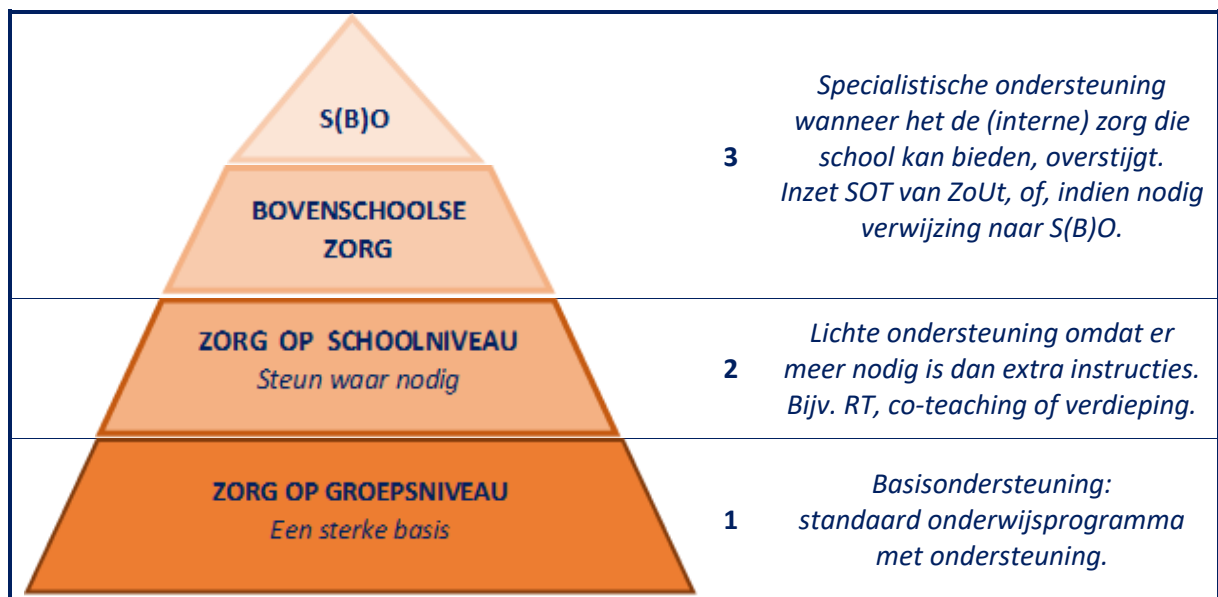 S(B)O
BOVENSCHOOLSE
ZORG
3
Specialistische ondersteuning
wanneer het de (interne) zorg die
school kan bieden, overstijgt.
Inzet SOT van ZoUt, of, indien nodig
verwijzing naar S(B)O.
ZORG OP SCHOOLNIVEAU
Steun waar nodig
2
Lichte ondersteuning omdat er
meer nodig is dan extra instructies.
Bijv. RT, co-teaching of verdieping.
ZORG OP GROEPSNIVEAU
Een sterke basis
1
Basisondersteuning:
standaard onderwijsprogramma
met ondersteuning.